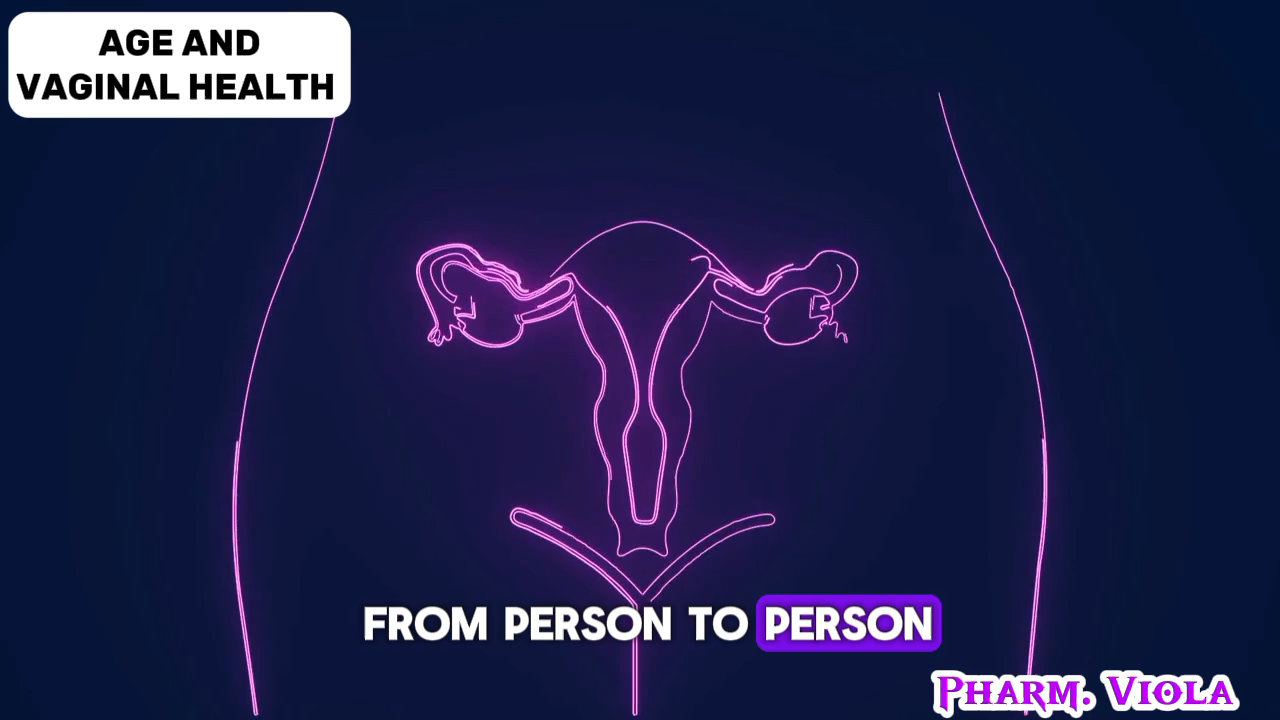 AGE AND
VAGINAL HEALTH
FROM PERSON TO PERSON
PHARM. VIOLA